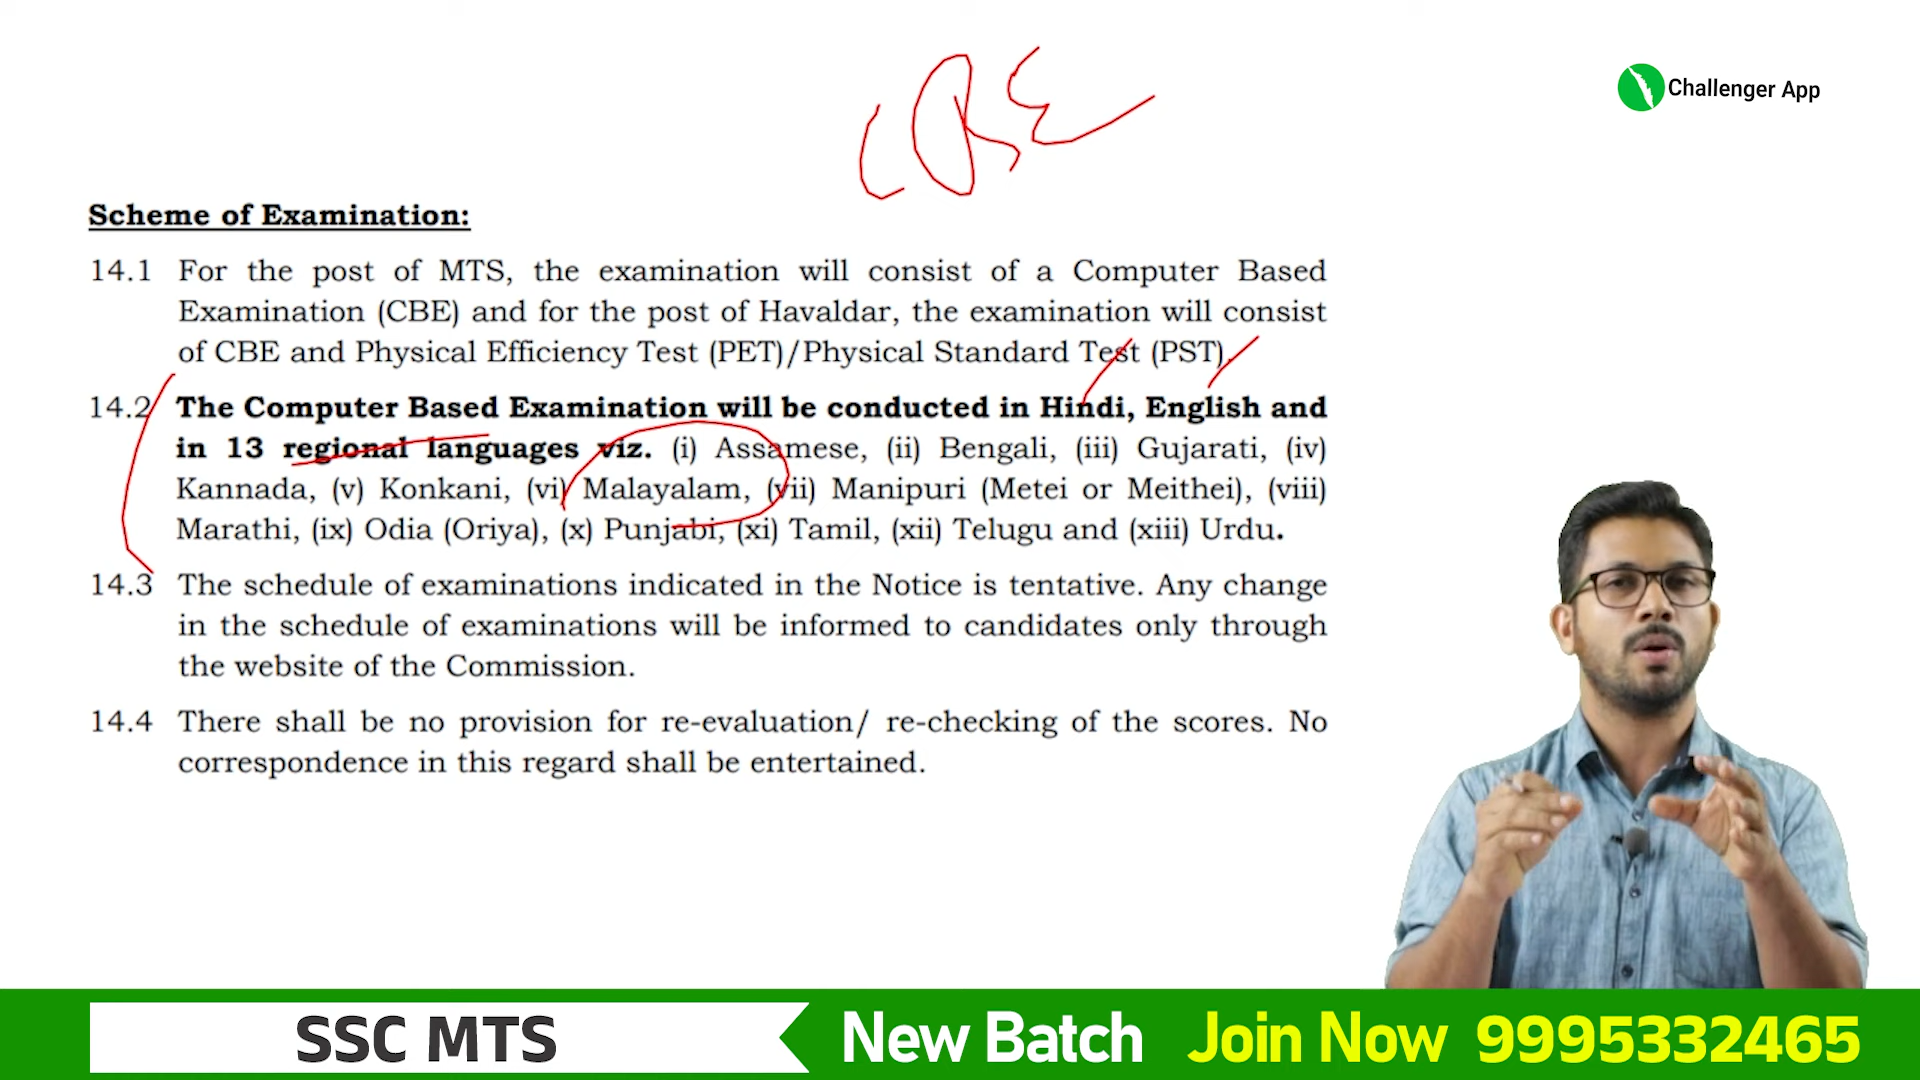 CBE
Challenger App
Scheme of Examination:
14.1 For the post of MTS, the examination will consist of a Computer Based
Examination (CBE) and for the post of Havaldar, the examination will consist
of CBE and Physical Efficiency Test (PET)/Physical Standard Test (PST).
14.2 The Computer Based Examination will be conducted in Hindi, English and
in 13 regional languages viz. (i) Assamese, (ii) Bengali, (iii) Gujarati, (iv)
Kannada, (v) Konkani, (vi) Malayalam, (vii) Manipuri (Metei or Meithei), (viii)
Marathi, (ix) Odia (Oriya), (x) Punjabi, (xi) Tamil, (xii) Telugu and (xiii) Urdu.
14.3 The schedule of examinations indicated in the Notice is tentative. Any change
in the schedule of examinations will be informed to candidates only through
the website of the Commission.
14.4 There shall be no provision for re-evaluation/ re-checking of the scores. No
correspondence in this regard shall be entertained.
SSC MTS
New Batch Join Now 9995332465